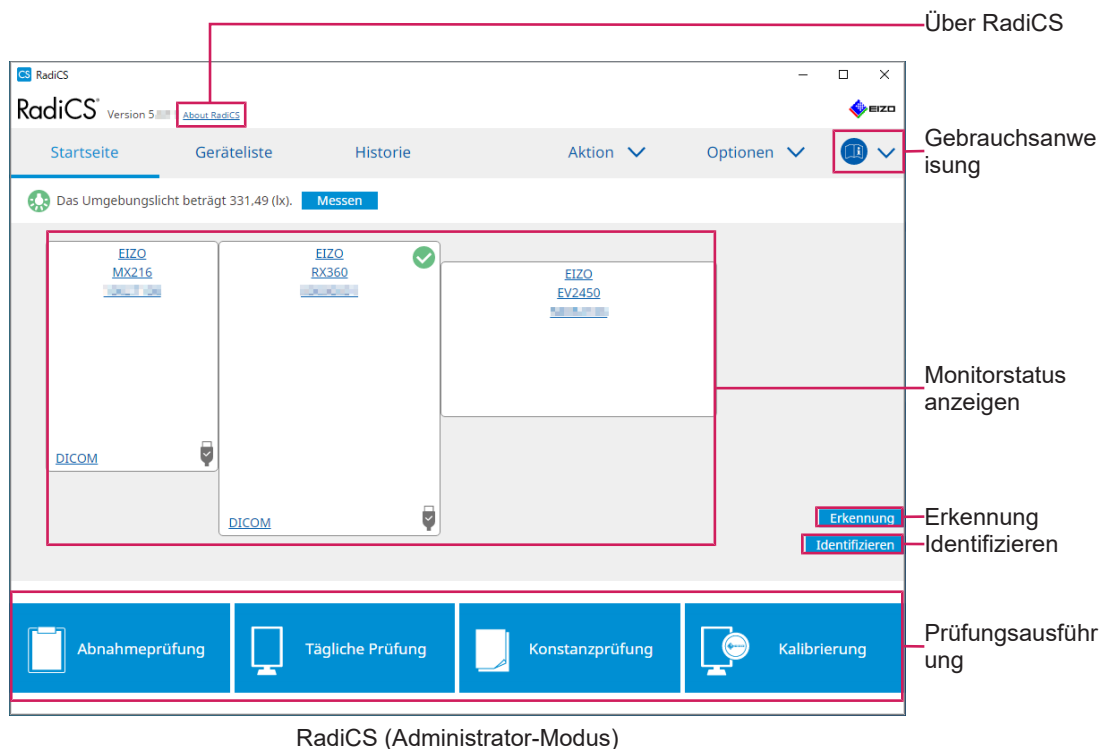 Über RadiCS
CS RadiCS
RadiCS Version 5. About RadiCS
EIZO
Gebrauchsanwe
isung
Startseite Geräteliste Historie Aktion Optionen
Das Umgebungslicht beträgt 331,49 (lx). Messen
EIZO
MX216
EIZO
RX360
EIZO
EV2450
Monitorstatus
anzeigen
DICOM
DICOM
Erkennung
Erkennung
Identifizieren
Identifizieren
Abnahmeprüfung
Tägliche Prüfung
Konstanzprüfung
Kalibrierung
Prüfungsausführ
ung
RadiCS (Administrator-Modus)